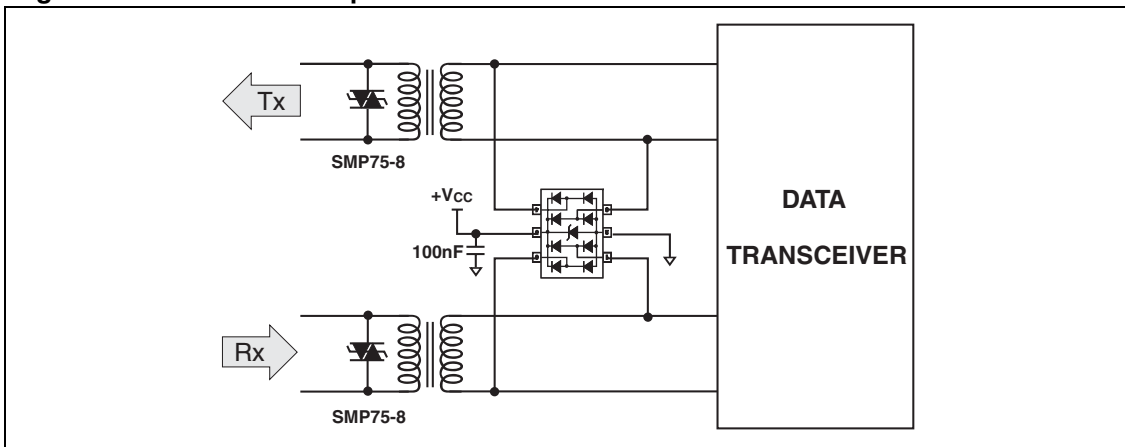 Tx
SMP75-8
+Vcc
100nF
DATA
TRANSCEIVER
Rx
SMP75-8